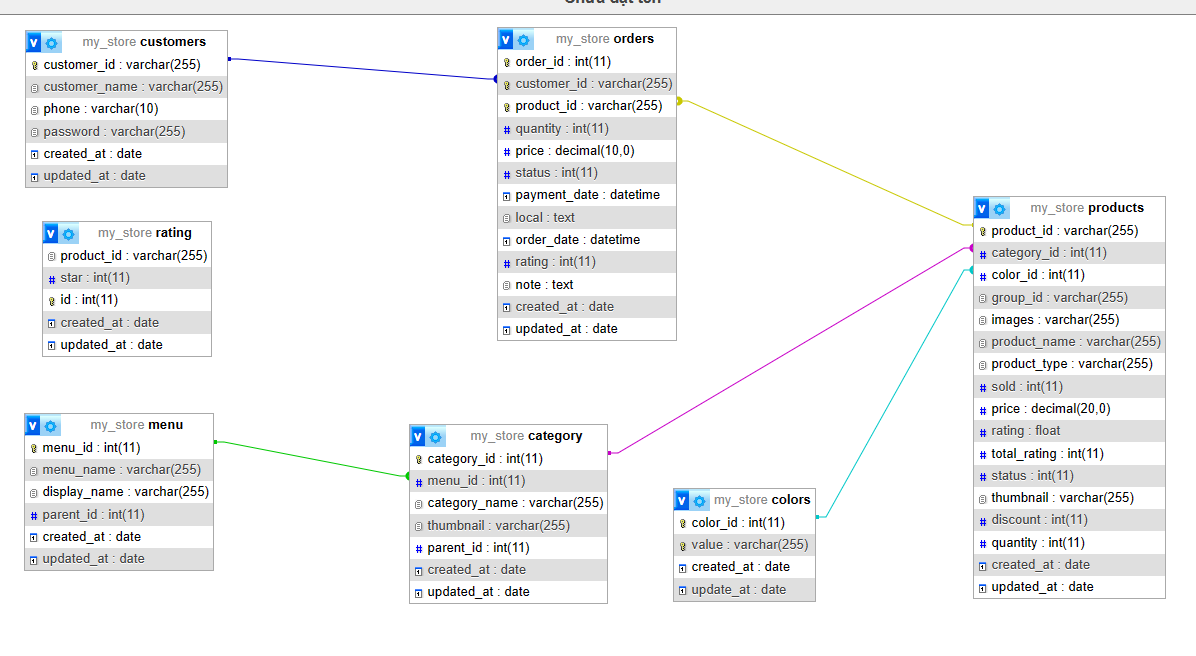 my_store customers
customer_id : varchar(255)
customer_name : varchar(255)
phone : varchar(10)
password : varchar(255)
created_at : date
updated_at : date
my_store orders
order_id : int(11)
customer_id : varchar(255)
product_id : varchar(255)
quantity : int(11)
price : decimal(10,0)
status : int(11)
payment_date : datetime
local : text
order_date : datetime
rating : int(11)
note : text
created_at : date
updated_at : date
my_store products
product_id : varchar(255)
category_id : int(11)
color_id : int(11)
group_id : varchar(255)
images : varchar(255)
product_name : varchar(255)
product_type : varchar(255)
sold : int(11)
price : decimal(20,0)
rating : float
total_rating : int(11)
status : int(11)
thumbnail : varchar(255)
discount : int(11)
quantity : int(11)
created_at : date
updated_at : date
my_store rating
product_id : varchar(255)
star : int(11)
id : int(11)
created_at : date
updated_at : date
my_store menu
menu_id : int(11)
menu_name : varchar(255)
display_name : varchar(255)
parent_id : int(11)
created_at : date
updated_at : date
my_store category
category_id : int(11)
menu_id : int(11)
category_name : varchar(255)
thumbnail : varchar(255)
parent_id : int(11)
created_at : date
updated_at : date
my_store colors
color_id : int(11)
value : varchar(255)
created_at : date
update_at : date